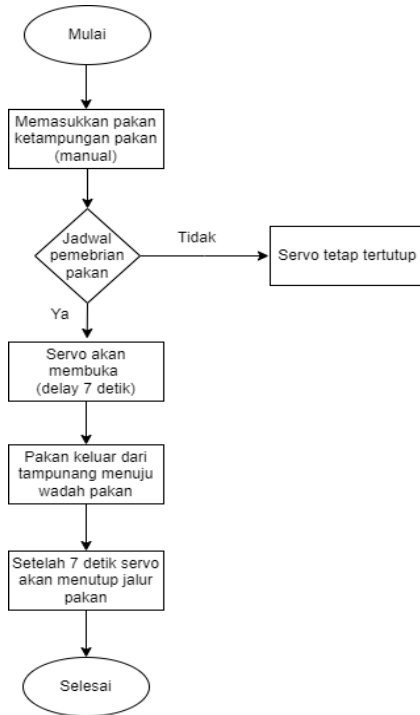 Mulai
Memasukkan pakan
ketampungan pakan
(manual)
Jadwal
pemebrian
pakan
Tidak
Servo tetap tertutup
Ya
Servo akan
membuka
(delay 7 detik)
Pakan keluar dari
tampunang menuju
wadah pakan
Setelah 7 detik servo
akan menutup jalur
pakan
Selesai